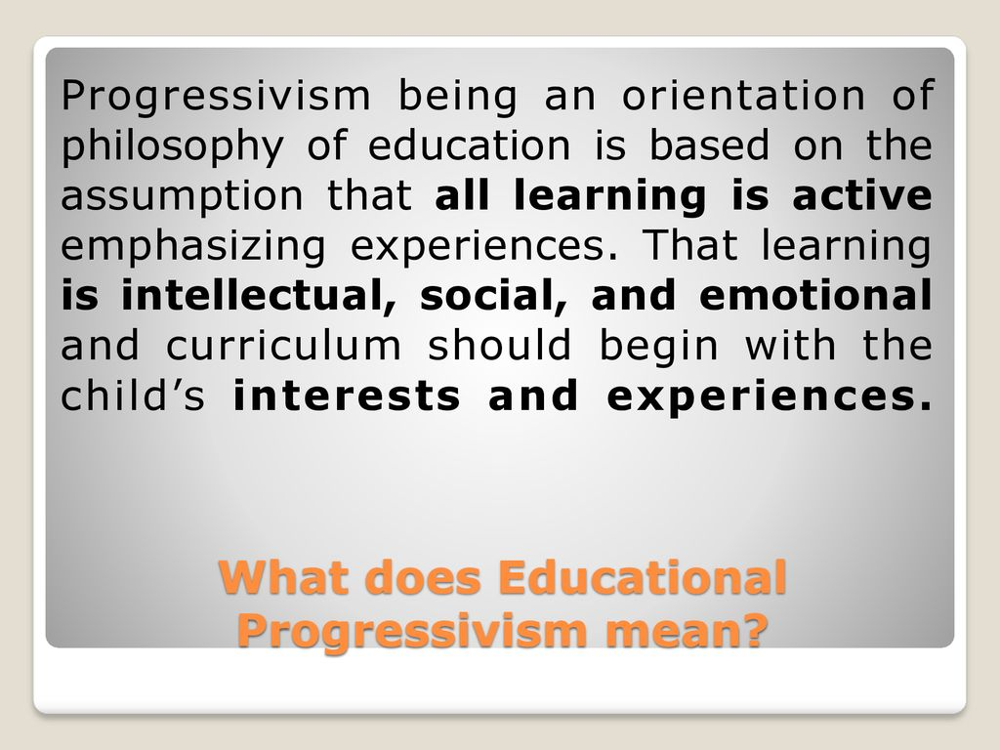 Progressivism being an orientation of
philosophy of education is based on the
assumption that all learning is active
emphasizing experiences. That learning
is intellectual, social, and emotional
and curriculum should begin with the
child’s interests and experiences.
What does Educational
Progressivism mean?